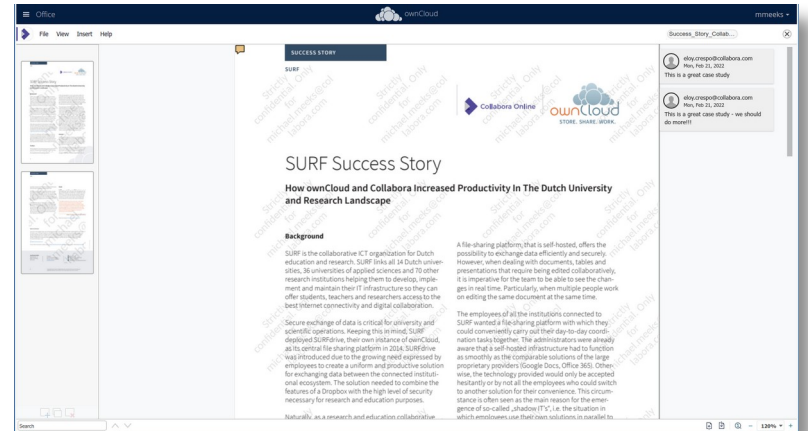 Office
ownCloud
mmeeks
File View Insert Help
Success_Story_Collab...
SUCCESS STORY
SURF
Collabora Online
ownCloud
STORE. SHARE. WORK.
SURF Success Story
How ownCloud and Collabora Increased Productivity In The Dutch University
and Research Landscape
Background
SURF is the collaborative ICT organization for Dutch
education and research. SURF links all 14 Dutch univer-
sities, 36 universities of applied sciences and 70 other
research institutions helping them to develop, imple-
ment and maintain their IT infrastructure so they can
offer students, teachers and researchers access to the
best Internet connectivity and digital collaboration.
Secure exchange of data is critical for university and
scientific operations. Keeping this in mind, SURF
deployed SURFdrive, their own instance of ownCloud,
as its central file sharing platform in 2014. SURFdrive
was introduced due to the growing need expressed by
employees to create a uniform and productive solution
for exchanging data between the connected instituti-
onal ecosystem. The solution needed to combine the
features of a Dropbox with the high level of security
necessary for research and education purposes.
Naturally, as a research and education collaborative
A file-sharing platform, that is self-hosted, offers the
possibility to exchange data efficiently and securely.
However, when dealing with documents, tables and
presentations that require being edited collaboratively,
it is imperative for the team to be able to see the chan-
ges in real time. Particularly, when multiple people work
on editing the same document at the same time.
The employees of all the institutions connected to
SURF wanted a file-sharing platform with which they
could conveniently carry out their day-to-day coordi-
nation tasks together. The administrators were already
aware that a self-hosted infrastructure had to function
as smoothly as the comparable solutions of the large
proprietary providers (Google Docs, Office 365). Other-
wise, the technology provided would only be accepted
hesitantly or by not all the employees who could switch
to another solution for their convenience. This circum-
stance is often seen as the main reason for the emer-
gence of so-called „shadow IT's", i.e. the situation in
which employees use their own solutions in parallel to
eloy.crespo@collabora.com
Mon, Feb 21, 2022
This is a great case study
eloy.crespo@collabora.com
Mon, Feb 21, 2022
This is a great case study - we should
do more!!!
Strictly
confidential Only
for
michael.meeks@col
labora.com
Search
120%